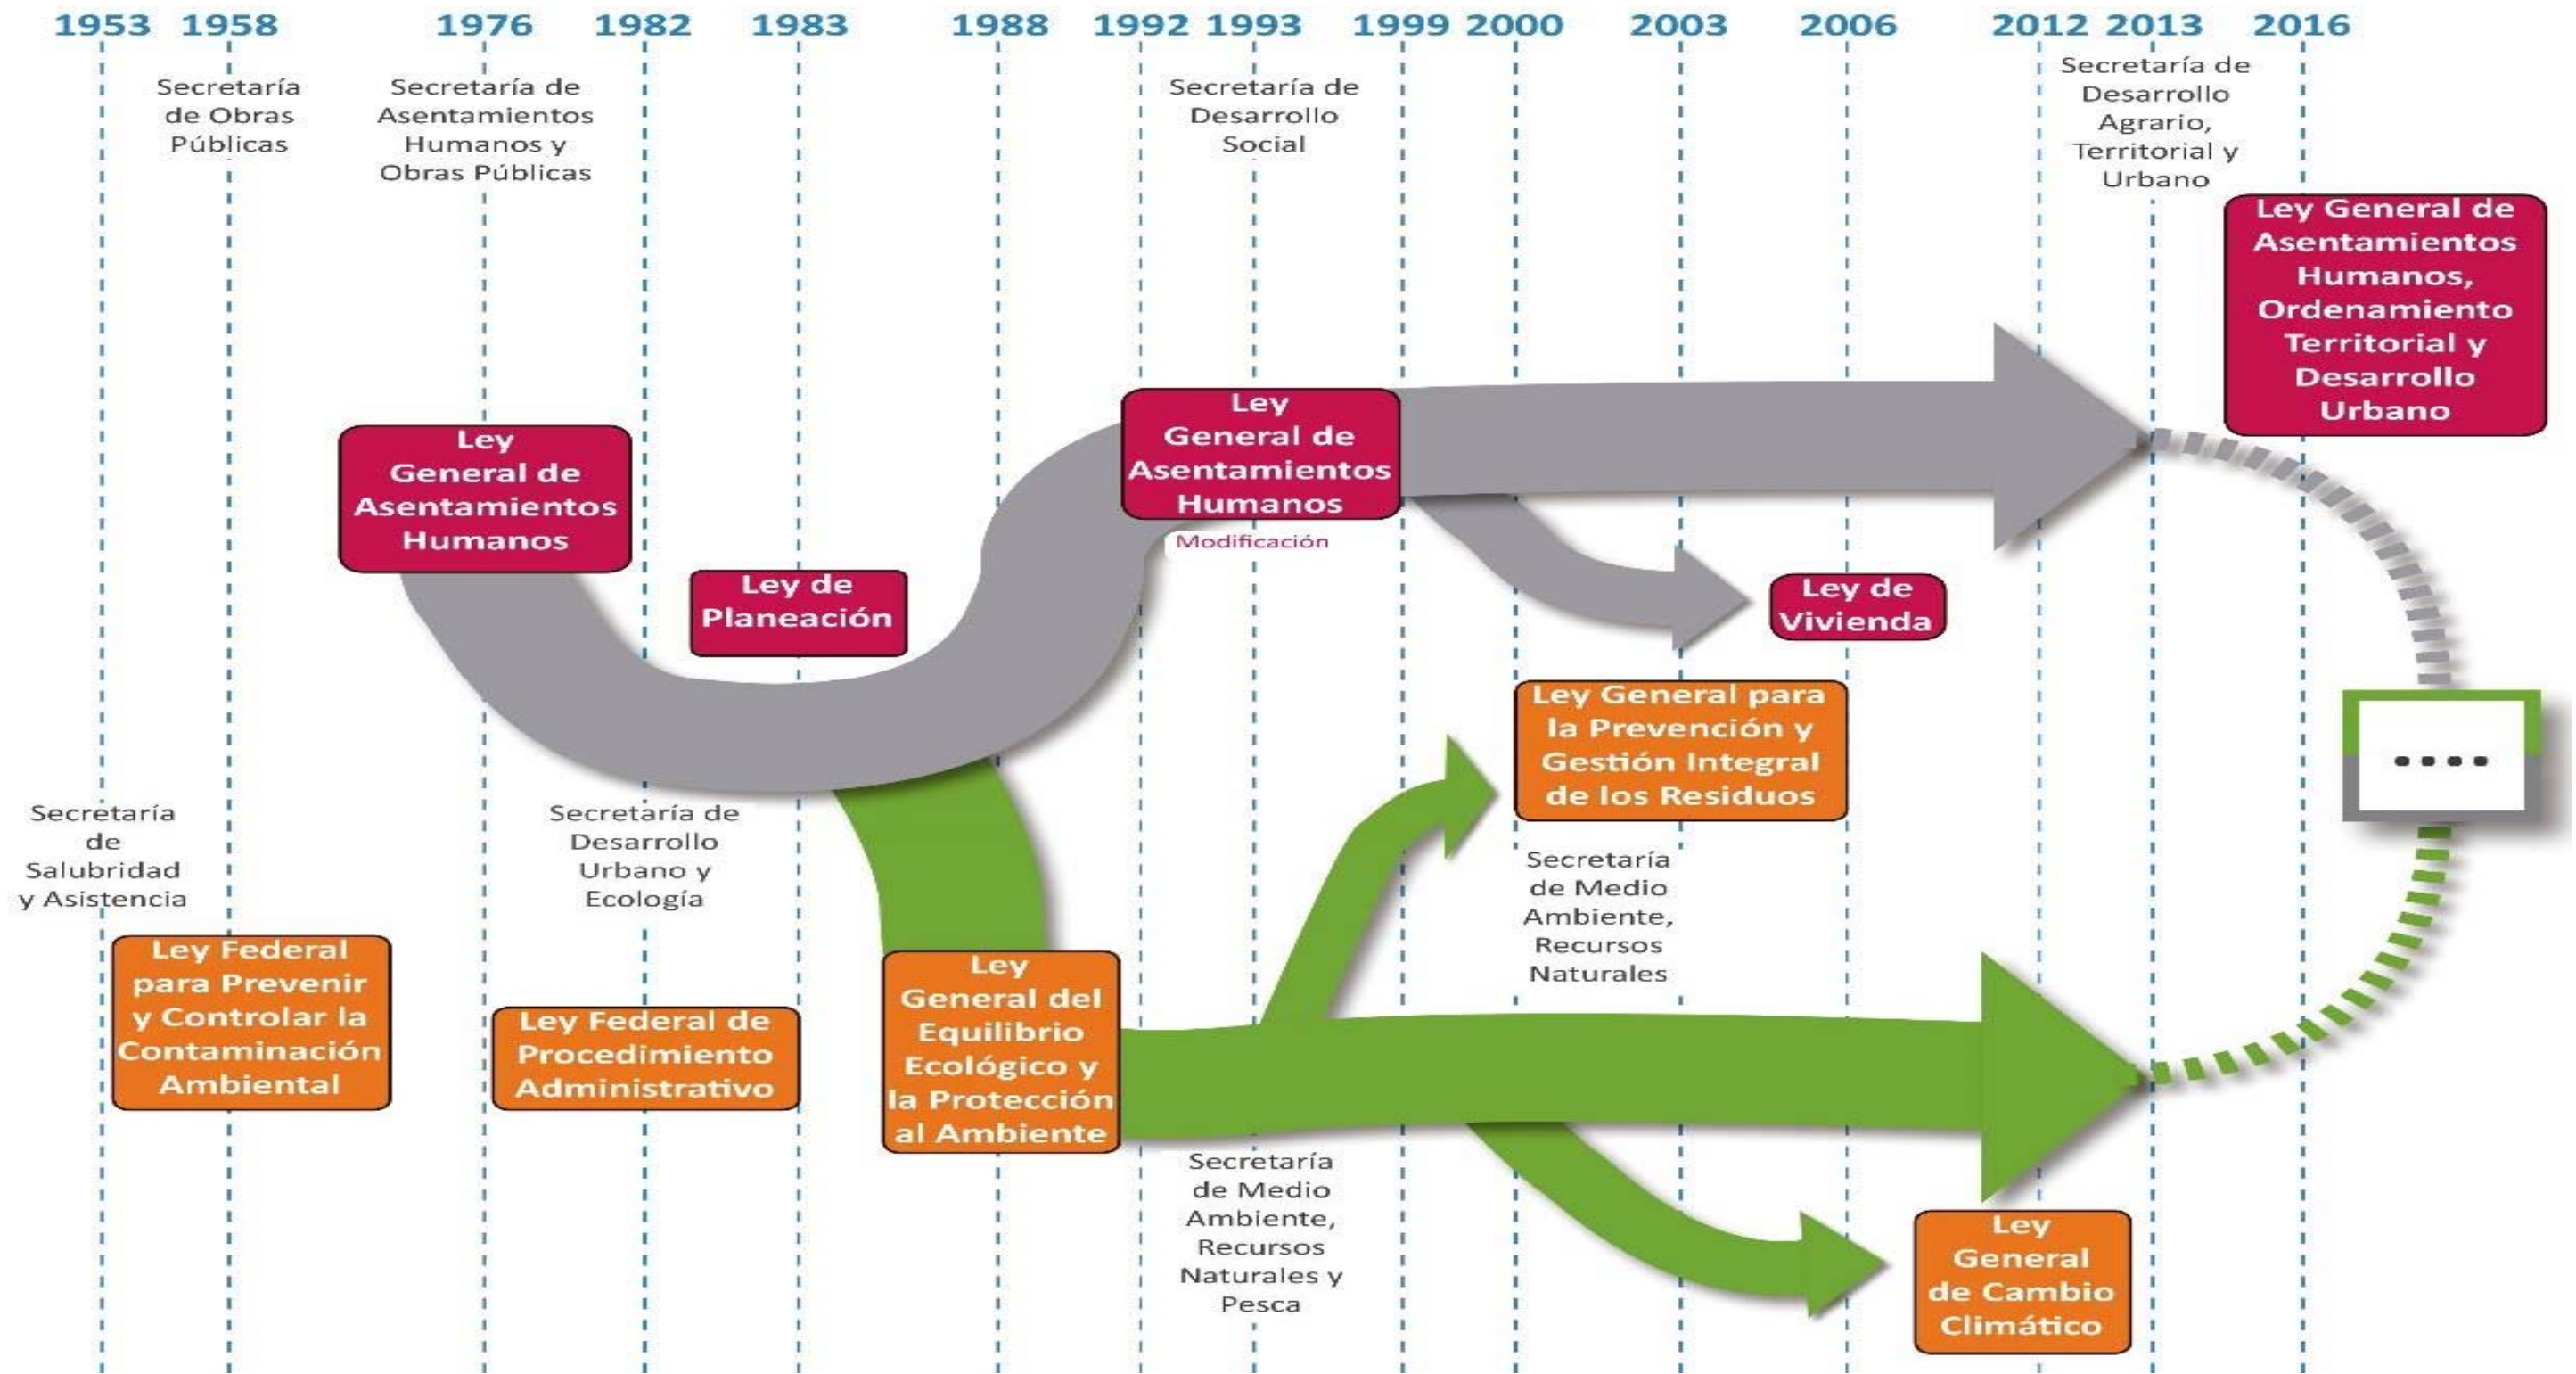 1953 1958 1976 1982 1983 1988 1992 1993 1999 2000 2003 2006 2012 2013 2016
Secretaría
de Obras
Públicas
Secretaría de
Asentamientos
Humanos y
Obras Públicas
Secretaría de
Desarrollo
Social
Secretaría de
Desarrollo
Agrario,
Territorial y
Urbano
Ley General de
Asentamientos
Humanos,
Ordenamiento
Territorial y
Desarrollo
Urbano
Ley
General de
Asentamientos
Humanos
Ley de
Planeación
Ley
General de
Asentamientos
Humanos
Modificación
Ley de
Vivienda
Ley General para
la Prevención y
Gestión Integral
de los Residuos
....
Secretaría
de
Salubridad
y Asistencia
Secretaría de
Desarrollo
Urbano y
Ecología
Secretaría
de Medio
Ambiente,
Recursos
Naturales
Ley Federal
para Prevenir
y Controlar la
Contaminación
Ambiental
Ley Federal de
Procedimiento
Administrativo
Ley
General del
Equilibrio
Ecológico y
la Protección
al Ambiente
Secretaría
de Medio
Ambiente,
Recursos
Naturales y
Pesca
Ley
General
de Cambio
Climático